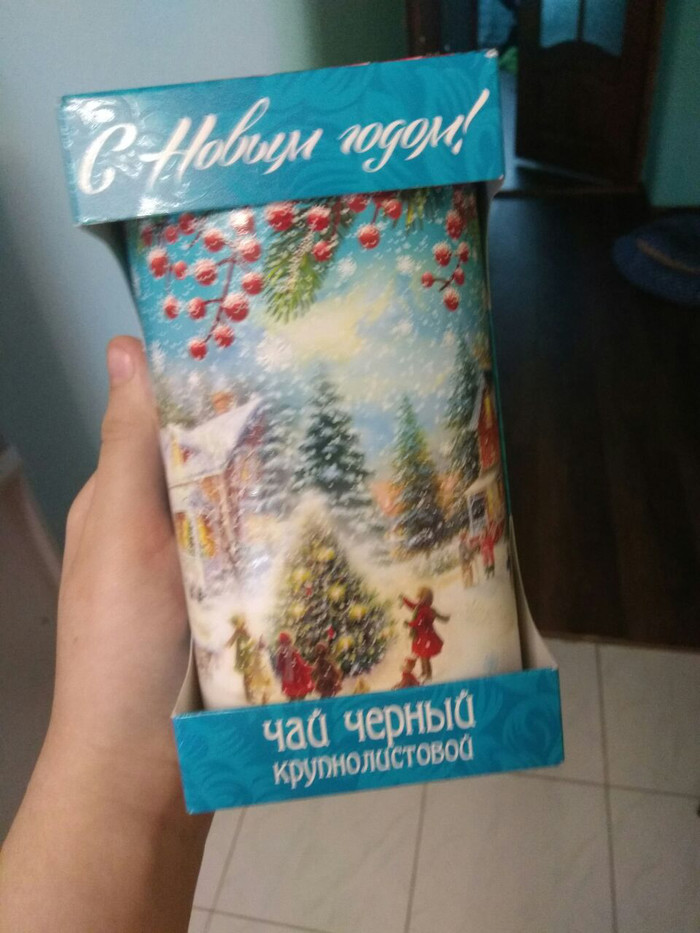 С Новым годом!
чай черный
крупнолистовой